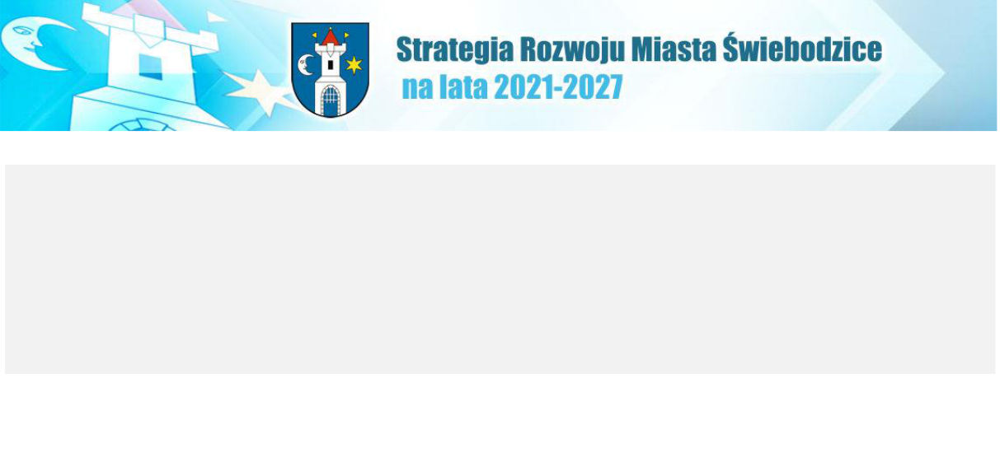 Strategia Rozwoju Miasta Świebodzice
na lata 2021-2027